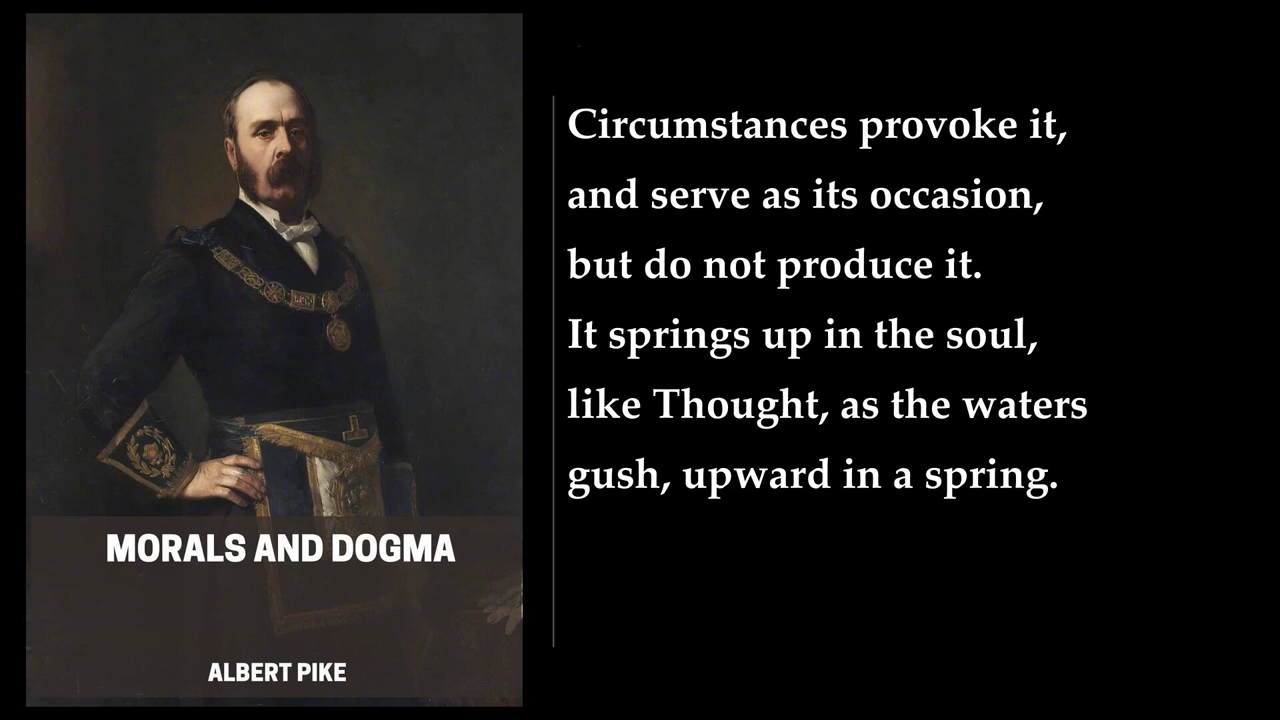 MORALS AND DOGMA
ALBERT PIKE
Circumstances provoke it,
and serve as its occasion,
but do not produce it.
It springs up in the soul,
like Thought, as the waters
gush, upward in a spring.